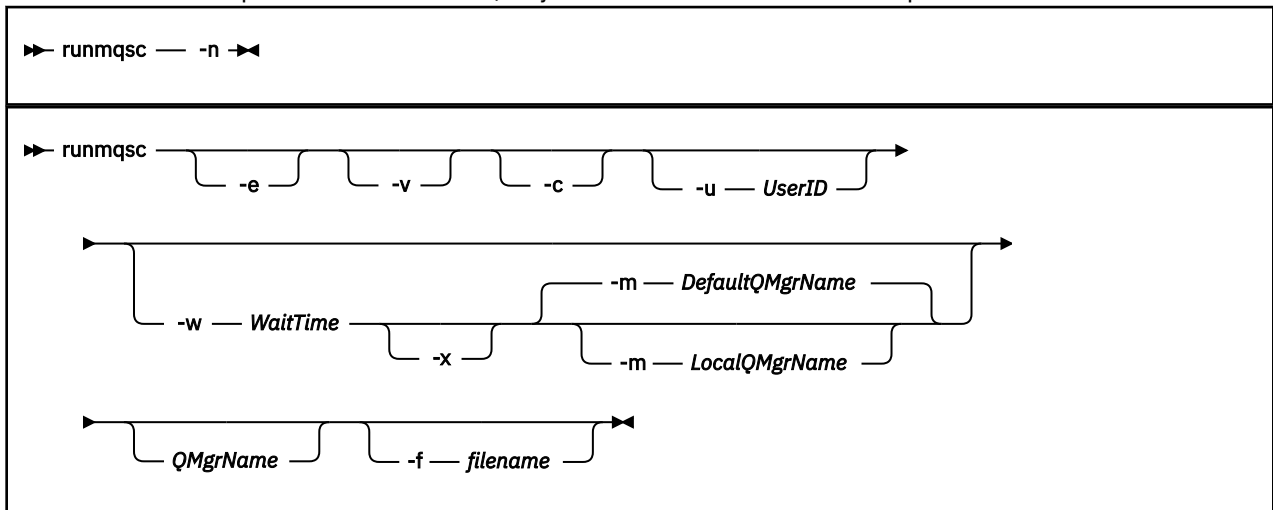 runmqsc -n
runmqsc
-e -v -c -u UserID
-m DefaultQMgrName
-w WaitTime
-x -m LocalQMgrName
QMgrName -f filename